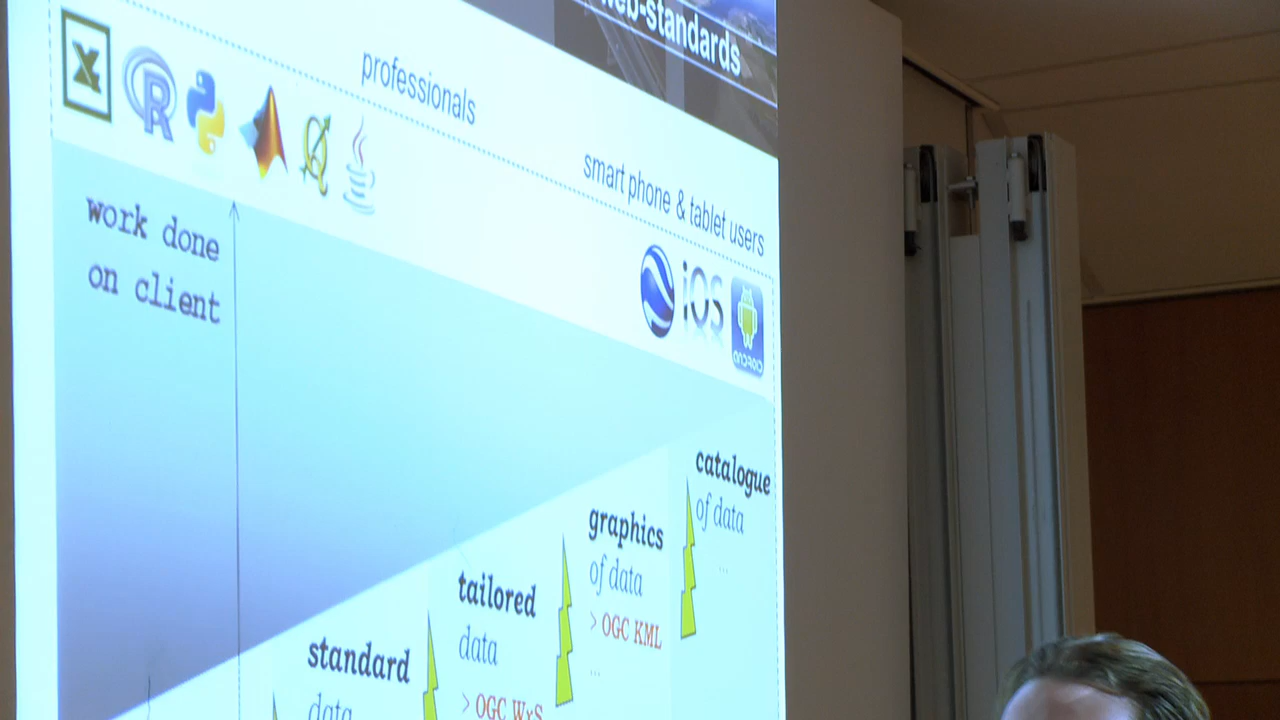 web-standards
professionals
smart phone & tablet users
R
iOS
ANDROID
work done
on client
catalogue
of data
...
graphics
of data
> OGC KML
...
tailored
data
> OGC WxS
standard
data